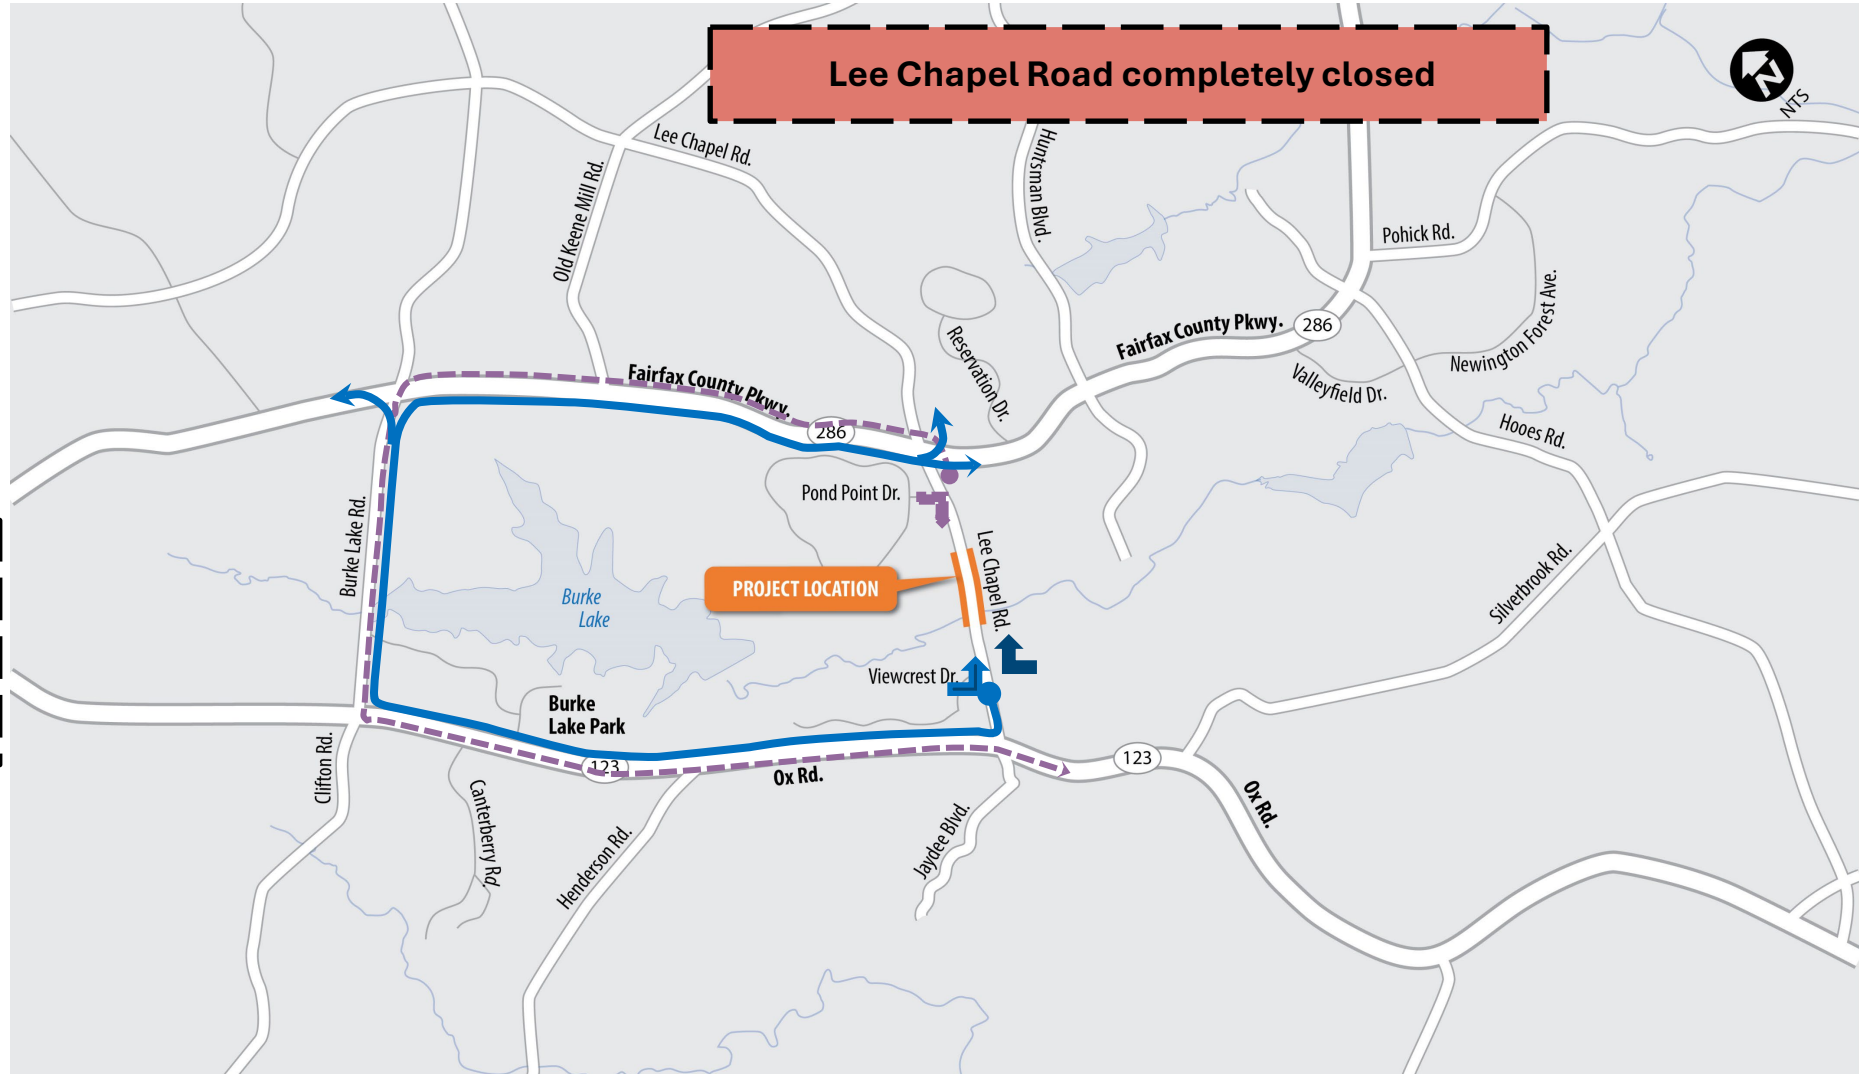 Lee Chapel Road completely closed
N
NTS
Lee Chapel Rd.
Huntsman Blvd.
Old Keene Mill Rd.
Pohick Rd.
Newington Forest Ave.
Fairfax County Pkwy.
286
Reservation Dr.
Valleyfield Dr.
Fairfax County Pkwy.
286
Hooes Rd.
Pond Point Dr.
Burke Lake Rd.
Lee Chapel Rd.
PROJECT LOCATION
Silverbrook Rd.
Burke
Lake
Viewcrest Dr.
Burke
Lake Park
Clifton Rd.
123
Ox Rd.
123
Ox Rd.
Canterberry Rd.
Henderson Rd.
Jaydee Blvd.